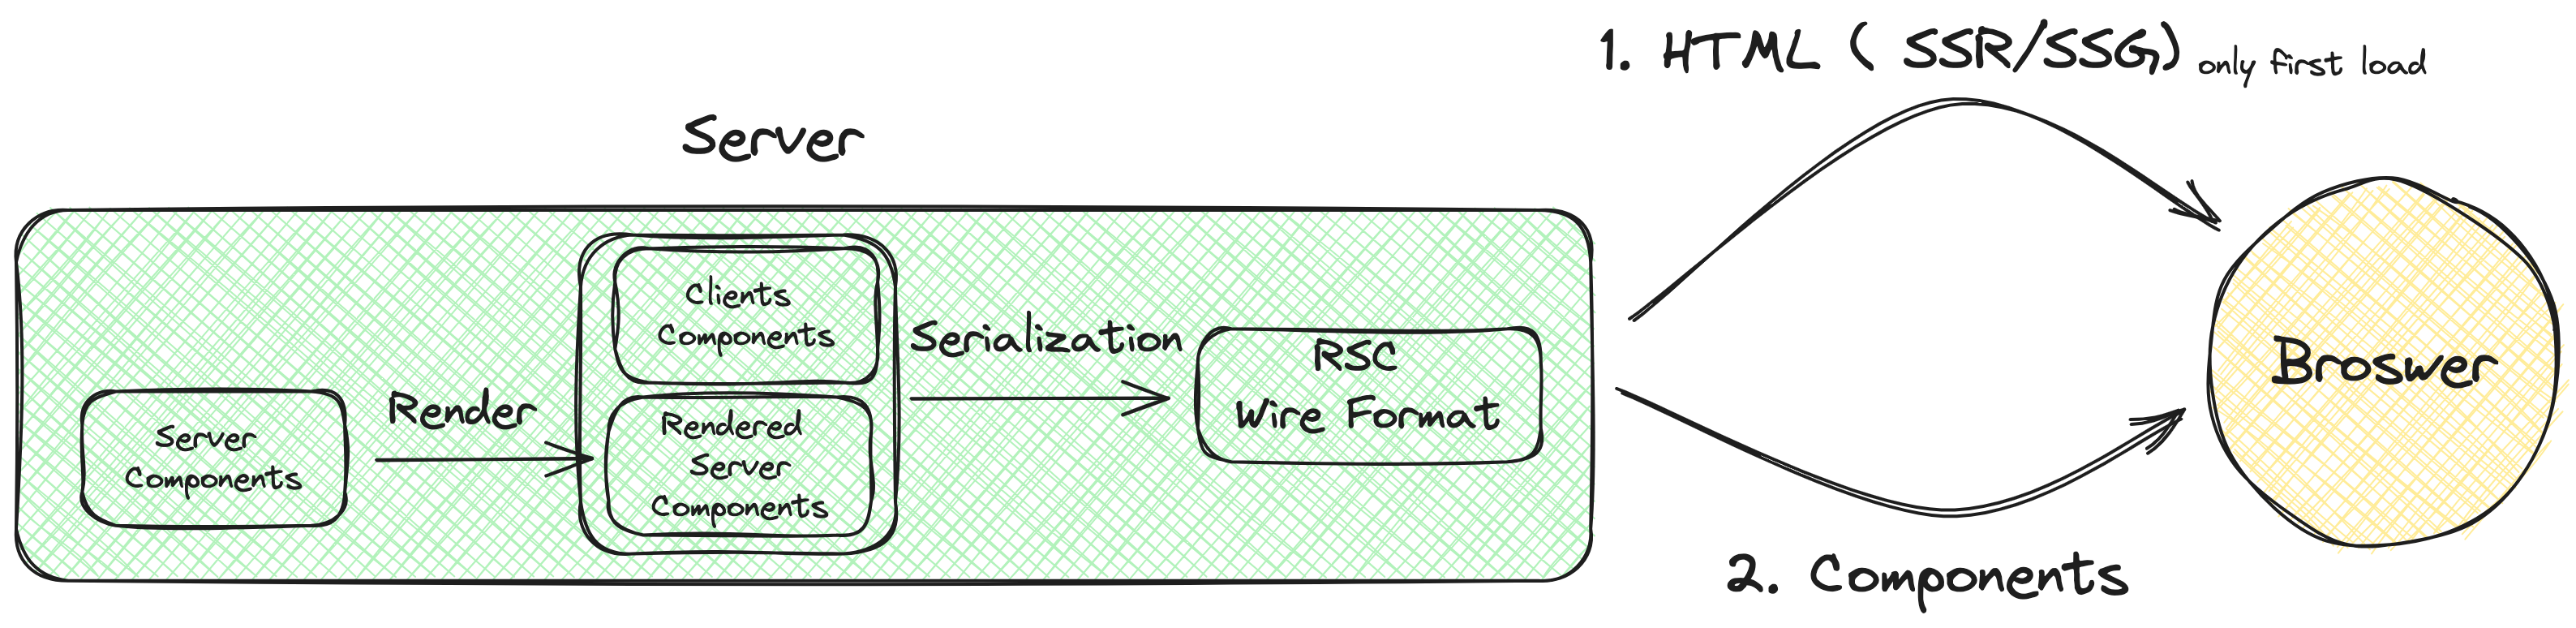 1. HTML ( SSR/SSG) only first load
Server
Clients
Components
Serialization
RSC
Wire Format
Render
Server
Components
Rendered
Server
Components
Broswer
2. Components